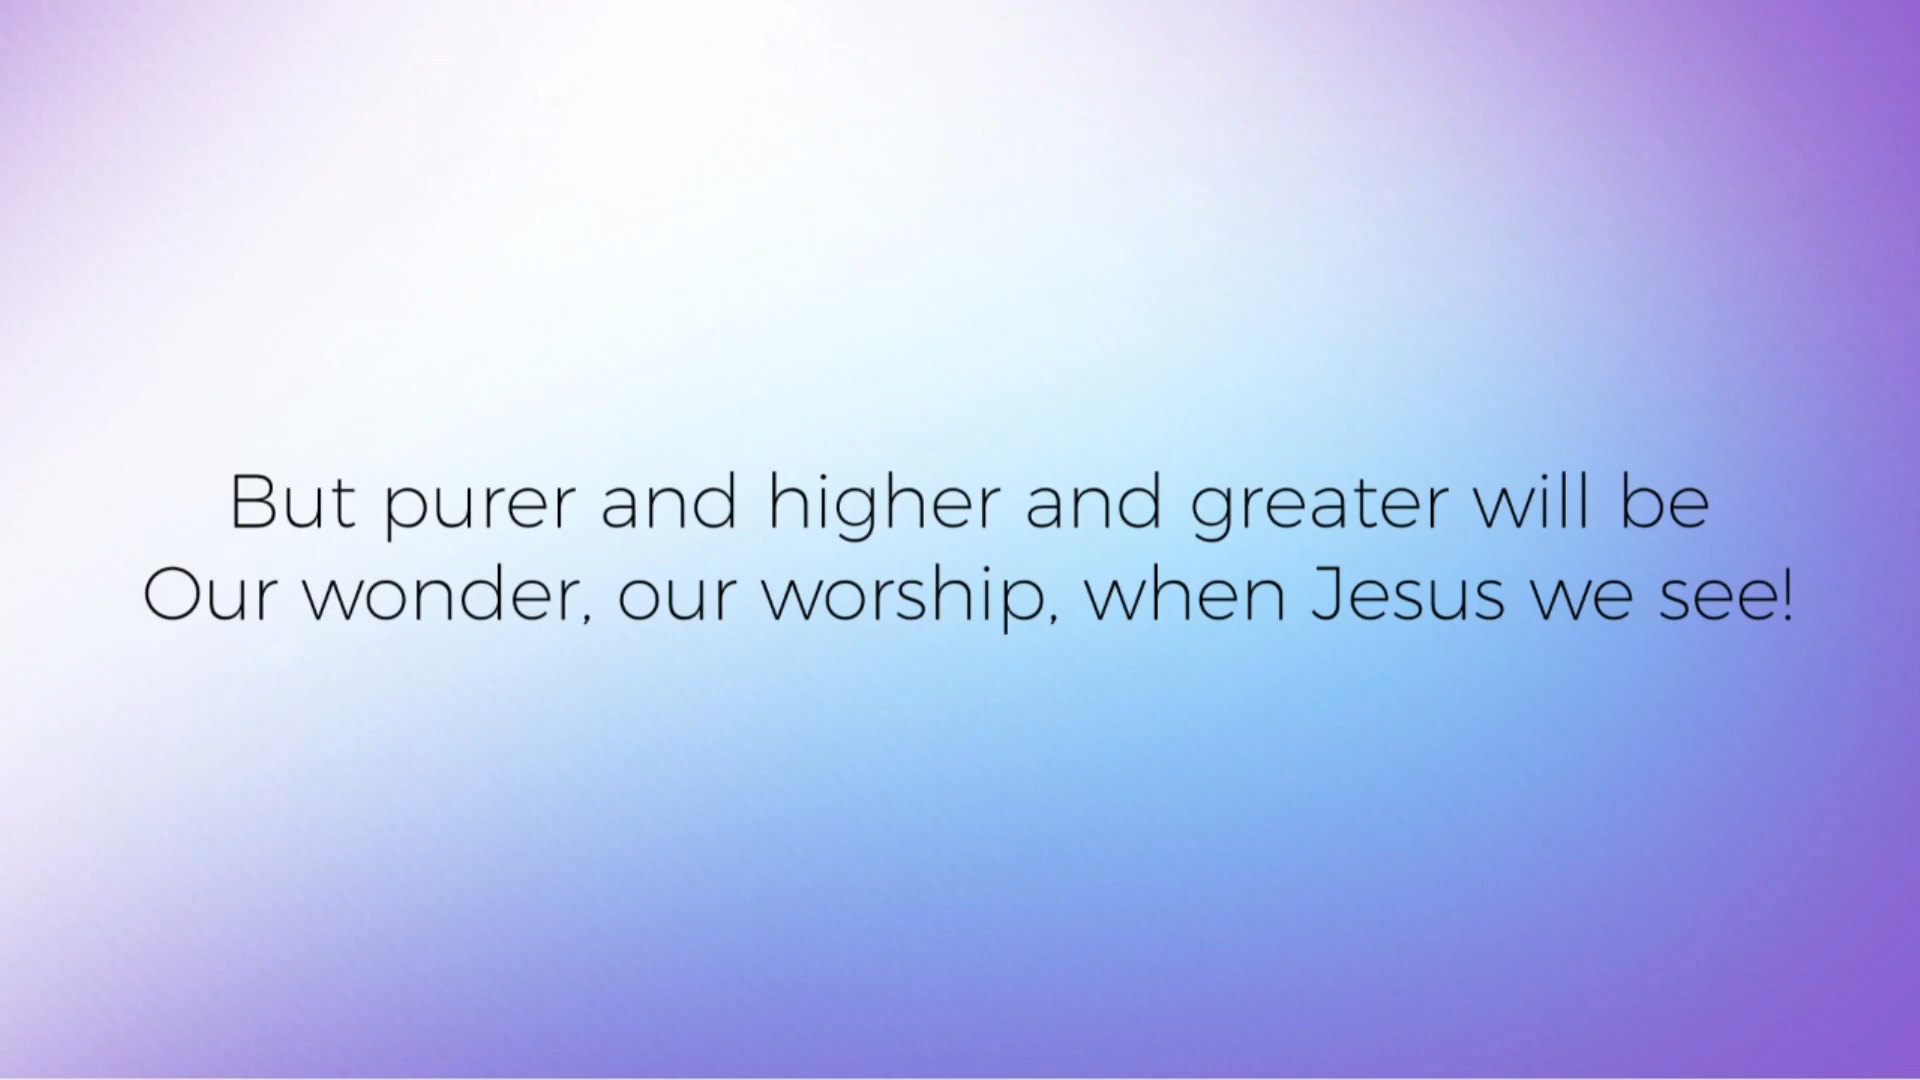 But purer and higher and greater will be
Our wonder, our worship, when Jesus we see!